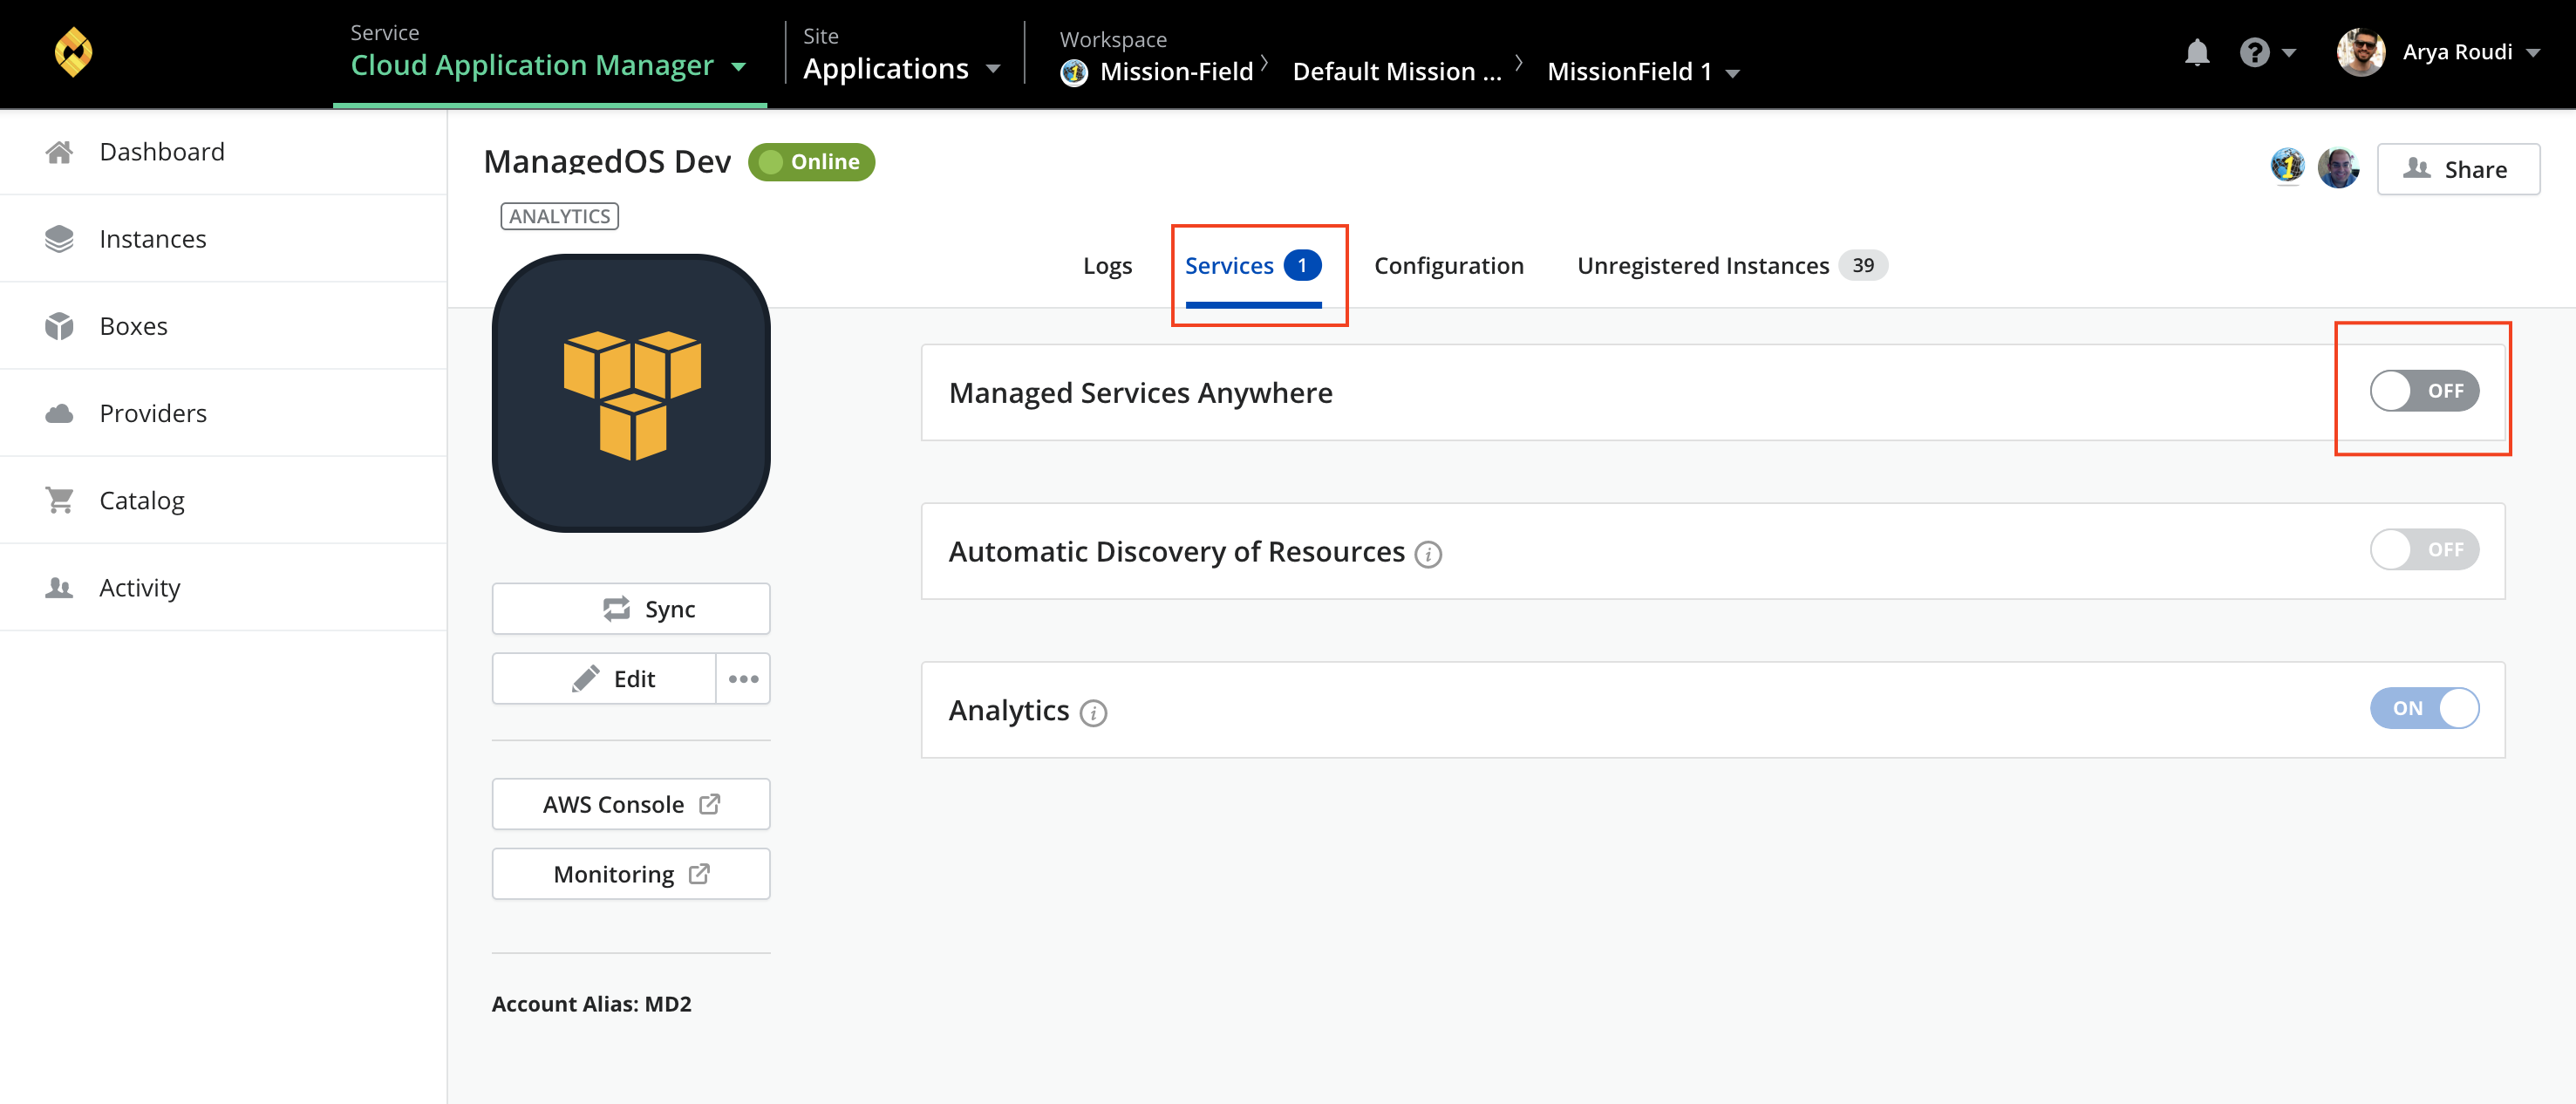 Service
Cloud Application Manager
Site
Applications
Workspace
Mission-Field
Default Mission ...
MissionField 1
Arya Roudi
Dashboard
Instances
Boxes
Providers
Catalog
Activity
ManagedOS Dev
Online
ANALYTICS
Share
Logs
Services 1
Configuration
Unregistered Instances 39
Managed Services Anywhere
OFF
Automatic Discovery of Resources
OFF
Analytics
ON
Sync
Edit
AWS Console
Monitoring
Account Alias: MD2